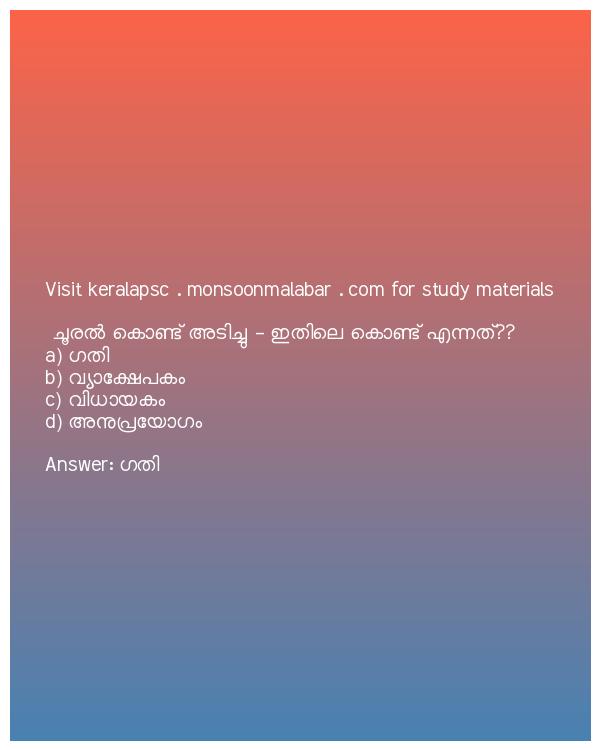 Visit keralapsc . monsoonmalabar . com for study materials
ചൂരൽ കൊണ്ട് അടിച്ചു - ഇതിലെ കൊണ്ട് എന്നത്??
a) ഗതി
b) വ്യാക്ഷേപകം
c) വിധായകം
d) അനുപ്രയോഗം
Answer: ഗതി